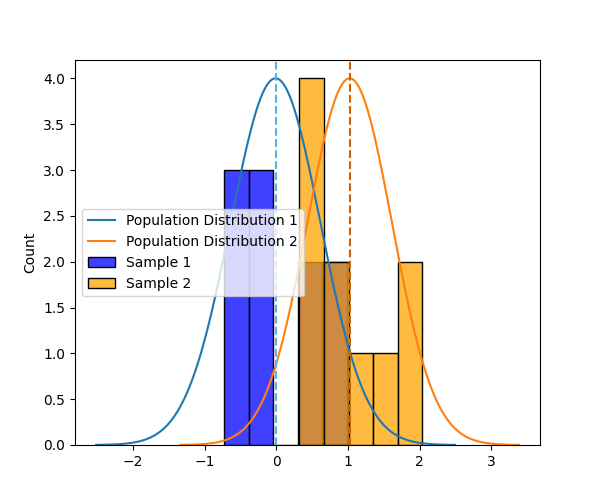 4.0
3.5
3.0
2.5
2.0
1.5
1.0
0.5
0.0
Count
Population Distribution 1
Population Distribution 2
Sample 1
Sample 2
−2 −1 0 1 2 3